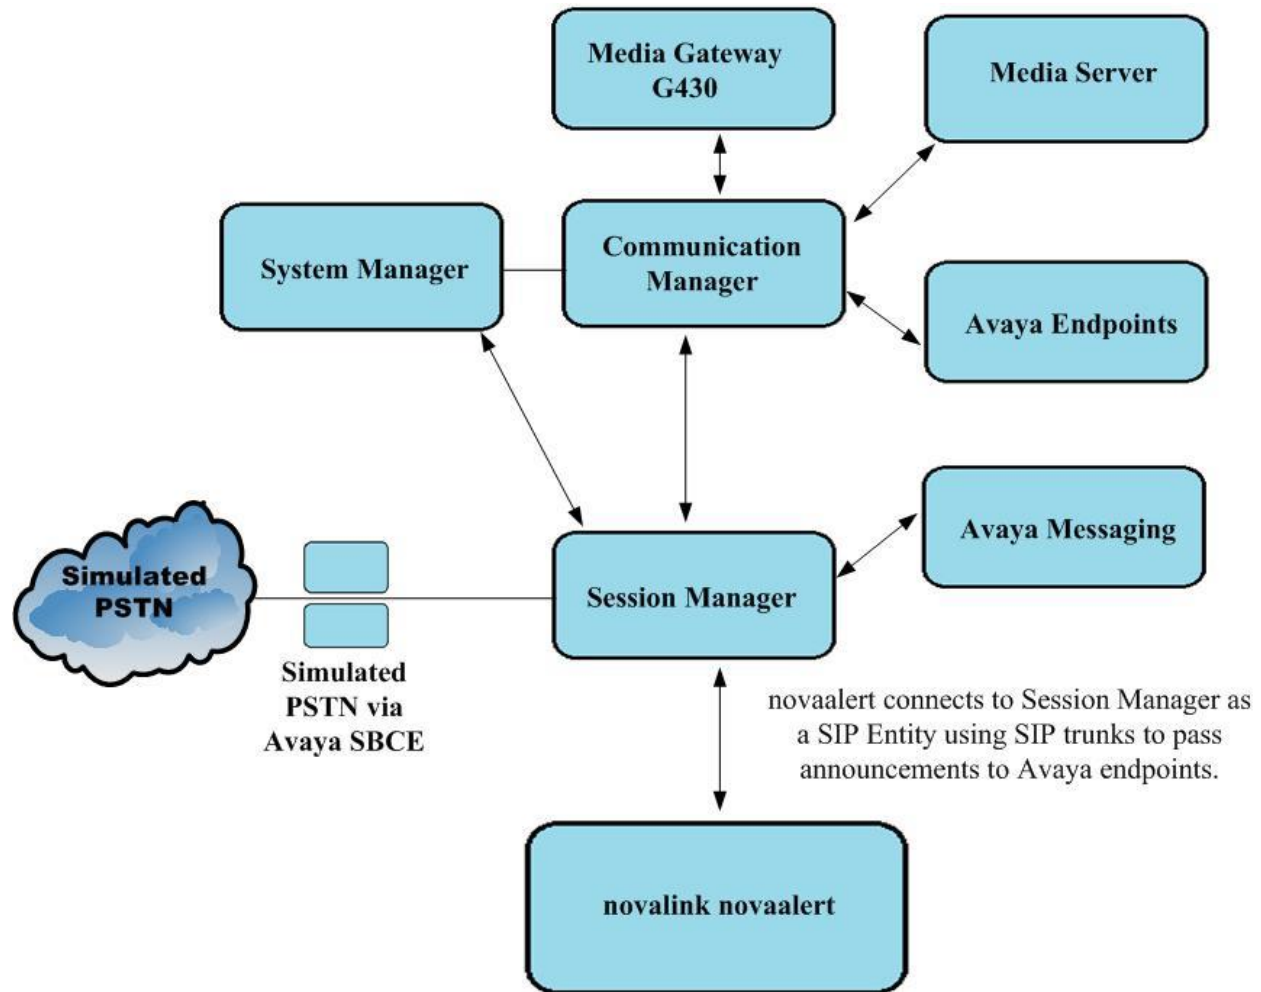 Media Gateway
G430
Media Server
System Manager
Communication
Manager
Avaya Endpoints
Avaya Messaging
Simulated
PSTN
Session Manager
Simulated
PSTN via
Avaya SBCE
novaalert connects to Session Manager as
a SIP Entity using SIP trunks to pass
announcements to Avaya endpoints.
novalink novaalert